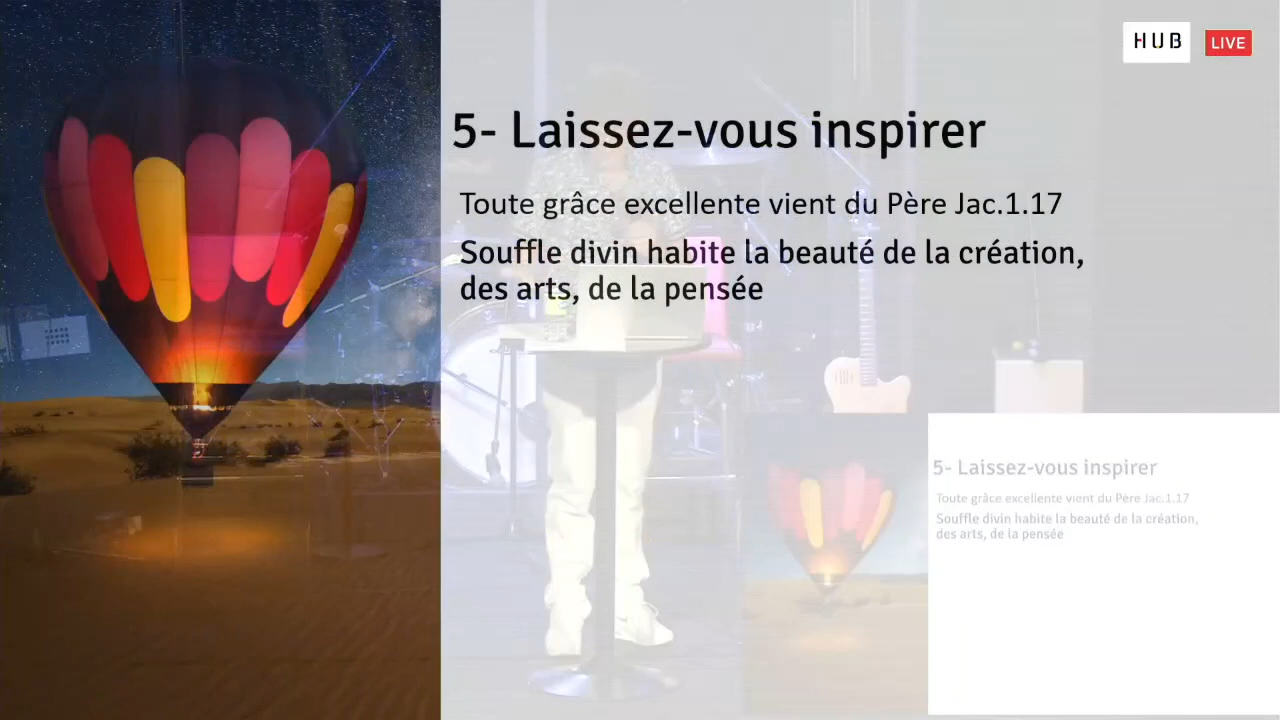 HUB LIVE
5- Laissez-vous inspirer
Toute grâce excellente vient du Père Jac.1.17
Souffle divin habite la beauté de la création,
des arts, de la pensée
5- Laissez-vous inspirer
Toute grâce excellente vient du Père Jac.1.17
Souffle divin habite la beauté de la création,
des arts, de la pensée